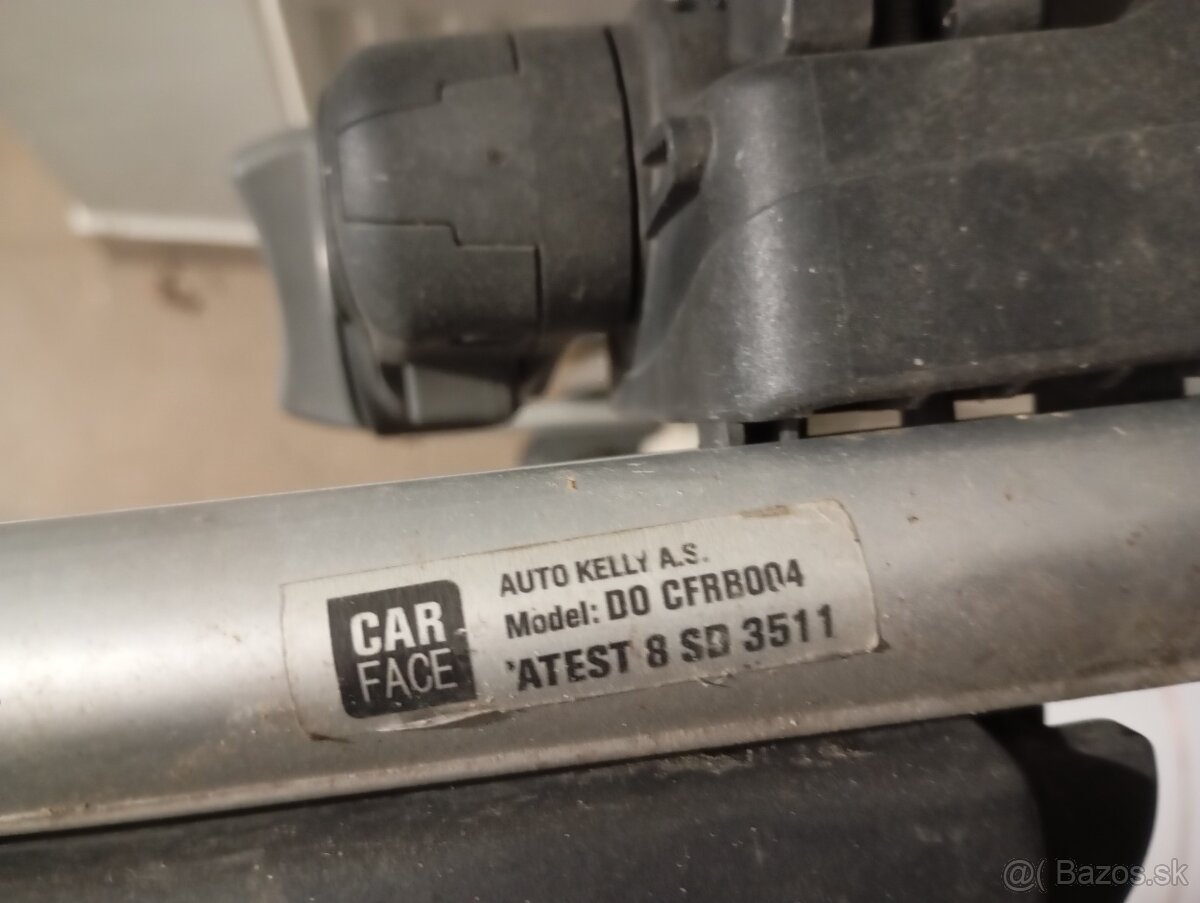 CAR
FACE
AUTO KELLY A.S.
Model: DO CFRB004
ATEST 8 SD 3511
@( Bazos.sk